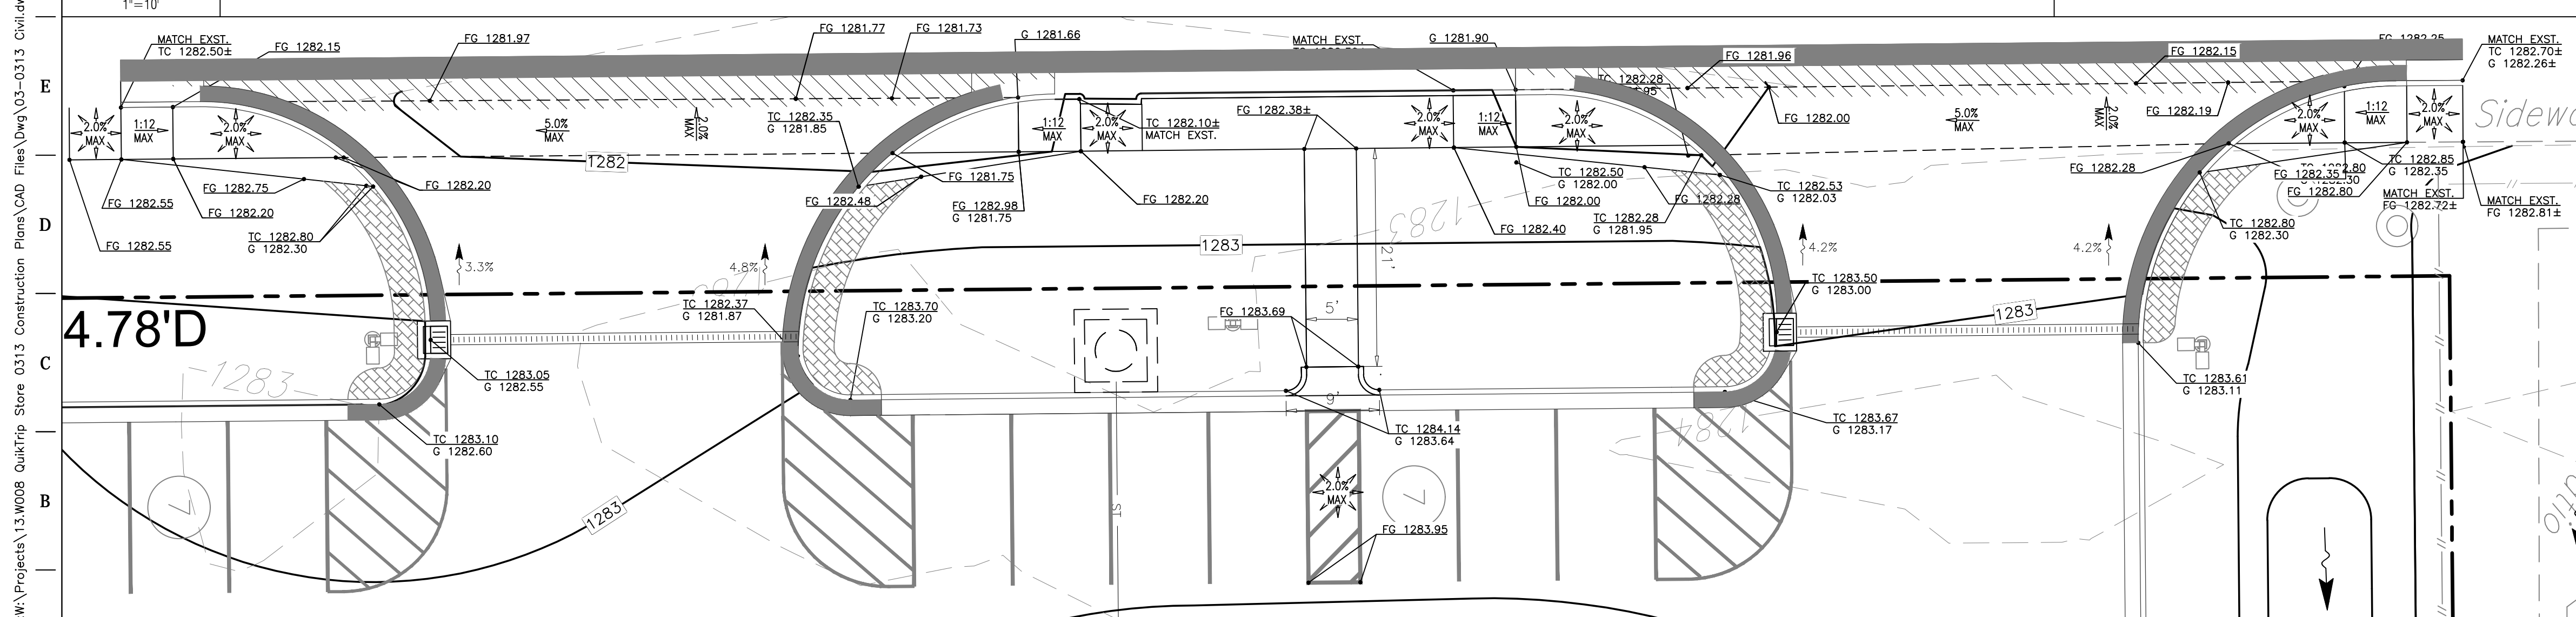 1"=10'
W:\Projects\13.W008 QuikTrip Store 0313 Construction Plans\CAD Files\Dwg\03-0313 Civil.dw
E
D
C
B
MATCH EXST.
TC 1282.50±
FG 1282.15
FG 1281.97
FG 1281.77
FG 1281.73
G 1281.66
MATCH EXST.
G 1281.90
FG 1281.96
TC 1282.28
FG 1282.15
FG 1282.25
MATCH EXST.
TC 1282.70±
G 1282.26±
2.0%
MAX
1:12
MAX
2.0%
MAX
5.0%
MAX
2.0%
MAX
TC 1282.35
G 1281.85
1:12
MAX
2.0%
MAX
TC 1282.10±
MATCH EXST.
FG 1282.38±
2.0%
MAX
1:12
MAX
2.0%
MAX
FG 1282.00
5.0%
MAX
2.0%
MAX
FG 1282.19
2.0%
MAX
1:12
MAX
2.0%
MAX
1282
FG 1282.75
FG 1282.55
FG 1282.20
FG 1282.20
FG 1282.55
TC 1282.80
G 1282.30
FG 1281.75
FG 1282.48
FG 1282.98
G 1281.75
FG 1282.20
TC 1282.50
G 1282.00
FG 1282.00
FG 1282.28
TC 1282.28
G 1281.95
FG 1282.40
TC 1282.53
G 1282.03
FG 1282.28
FG 1282.35
TC 1282.85
G 1282.35
FG 1282.80
MATCH EXST.
FG 1282.72±
MATCH EXST.
FG 1282.81±
TC 1282.80
G 1282.30
1283
1283
21'
3.3%
4.8%
4.2%
4.2%
4.78'D
TC 1282.37
G 1281.87
TC 1283.70
G 1283.20
FG 1283.69
5'
TC 1283.50
G 1283.00
1283
1283
TC 1283.05
G 1282.55
TC 1283.61
G 1283.11
9'
TC 1284.14
G 1283.64
TC 1283.67
G 1283.17
1284
TC 1283.10
G 1282.60
1283
ST
2.0%
MAX
FG 1283.95